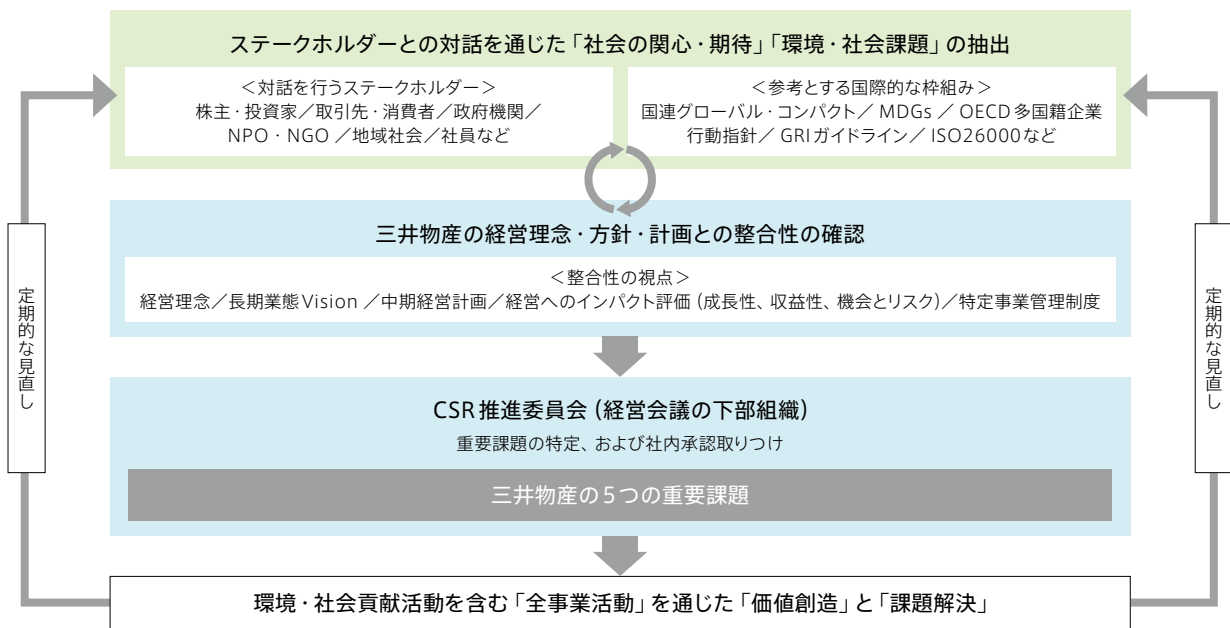 ステークホルダーとの対話を通じた「社会の関心・期待」「環境・社会課題」の抽出
＜対話を行うステークホルダー＞
株主・投資家／取引先・消費者／政府機関／
NPO・NGO／地域社会／社員など
＜参考とする国際的な枠組み＞
国連グローバル・コンパクト／MDGs／OECD多国籍企業
行動指針／GRIガイドライン／ISO26000など
三井物産の経営理念・方針・計画との整合性の確認
＜整合性の視点＞
経営理念／長期業態Vision／中期経営計画／経営へのインパクト評価（成長性、収益性、機会とリスク）／特定事業管理制度
定期的な見直し
定期的な見直し
CSR推進委員会（経営会議の下部組織）
重要課題の特定、および社内承認取りつけ
三井物産の5つの重要課題
環境・社会貢献活動を含む「全事業活動」を通じた「価値創造」と「課題解決」